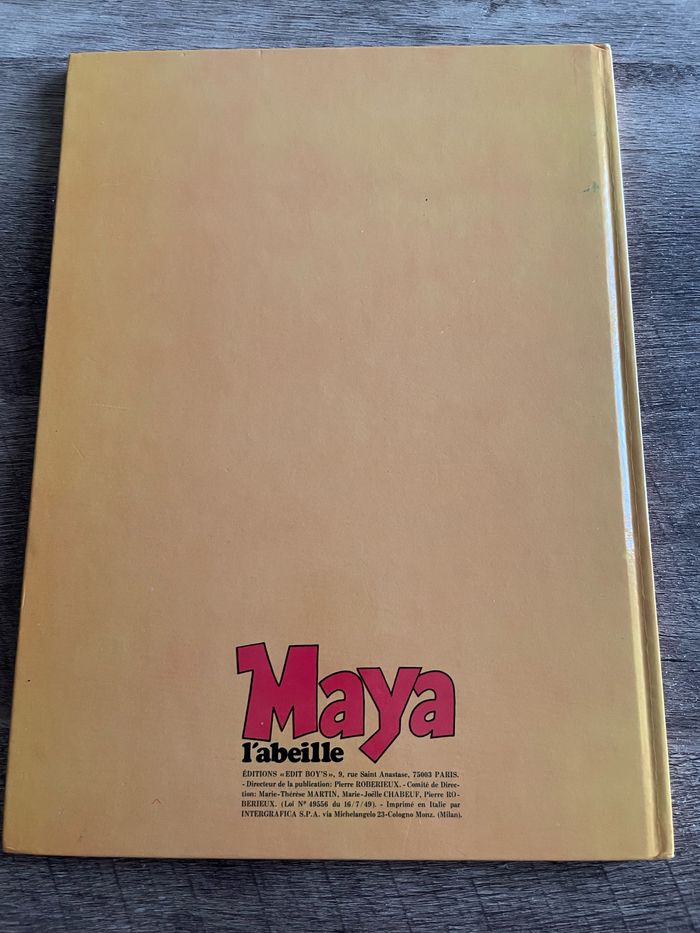 Maya
l'abeille
ÉDITIONS «EDIT BOY'S», 9, rue Saint Anastase, 75003 PARIS.
- Directeur de la publication: Pierre ROBERIEUX. - Comité de Direc-
tion: Marie-Thérèse MARTIN, Marie-Joëlle CHABEUF, Pierre RO-
BERIEUX. (Loi N° 49556 du 16/7/49). - Imprimé en Italie par
INTERGRAFICA S.P.A. via Michelangelo 23-Cologno Monz. (Milan).